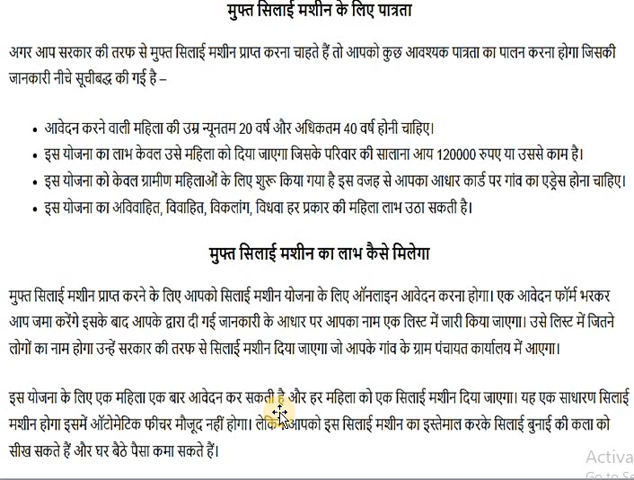 मुफ्त सिलाई मशीन के लिए पात्रता
अगर आप सरकार की तरफ से मुफ्त सिलाई मशीन प्राप्त करना चाहते हैं तो आपको कुछ आवश्यक पात्रता का पालन करना होगा जिसकी
जानकारी नीचे सूचीबद्ध की गई है –
• आवेदन करने वाली महिला की उम्र न्यूनतम 20 वर्ष और अधिकतम 40 वर्ष होनी चाहिए।
• इस योजना का लाभ केवल उसे महिला को दिया जाएगा जिसके परिवार की सालाना आय 120000 रुपए या उससे काम है।
• इस योजना को केवल ग्रामीण महिलाओं के लिए शुरू किया गया है इस वजह से आपका आधार कार्ड पर गांव का एड्रेस होना चाहिए।
• इस योजना का अविवाहित, विवाहित, विकलांग, विधवा हर प्रकार की महिला लाभ उठा सकती है।
मुफ्त सिलाई मशीन का लाभ कैसे मिलेगा
मुफ्त सिलाई मशीन प्राप्त करने के लिए आपको सिलाई मशीन योजना के लिए ऑनलाइन आवेदन करना होगा। एक आवेदन फॉर्म भरकर
आप जमा करेंगे इसके बाद आपके द्वारा दी गई जानकारी के आधार पर आपका नाम एक लिस्ट में जारी किया जाएगा। उसे लिस्ट में जितने
लोगों का नाम होगा उन्हें सरकार की तरफ से सिलाई मशीन दिया जाएगा जो आपके गांव के ग्राम पंचायत कार्यालय में आएगा।
इस योजना के लिए एक महिला एक बार आवेदन कर सकती है और हर महिला को एक सिलाई मशीन दिया जाएगा। यह एक साधारण सिलाई
मशीन होगा इसमें ऑटोमेटिक फीचर मौजूद नहीं होगा। लेकिन आपको इस सिलाई मशीन का इस्तेमाल करके सिलाई बुनाई की कला को
सीख सकते हैं और घर बैठे पैसा कमा सकते हैं।
Activa